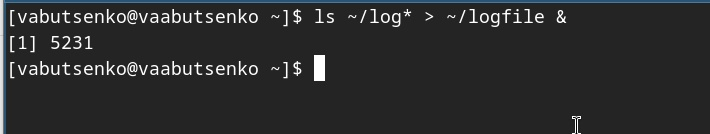 [vabutsenko@vaabutsenko ~]$ ls ~/log* > ~/logfile &
[1] 5231
[vabutsenko@vaabutsenko ~]$